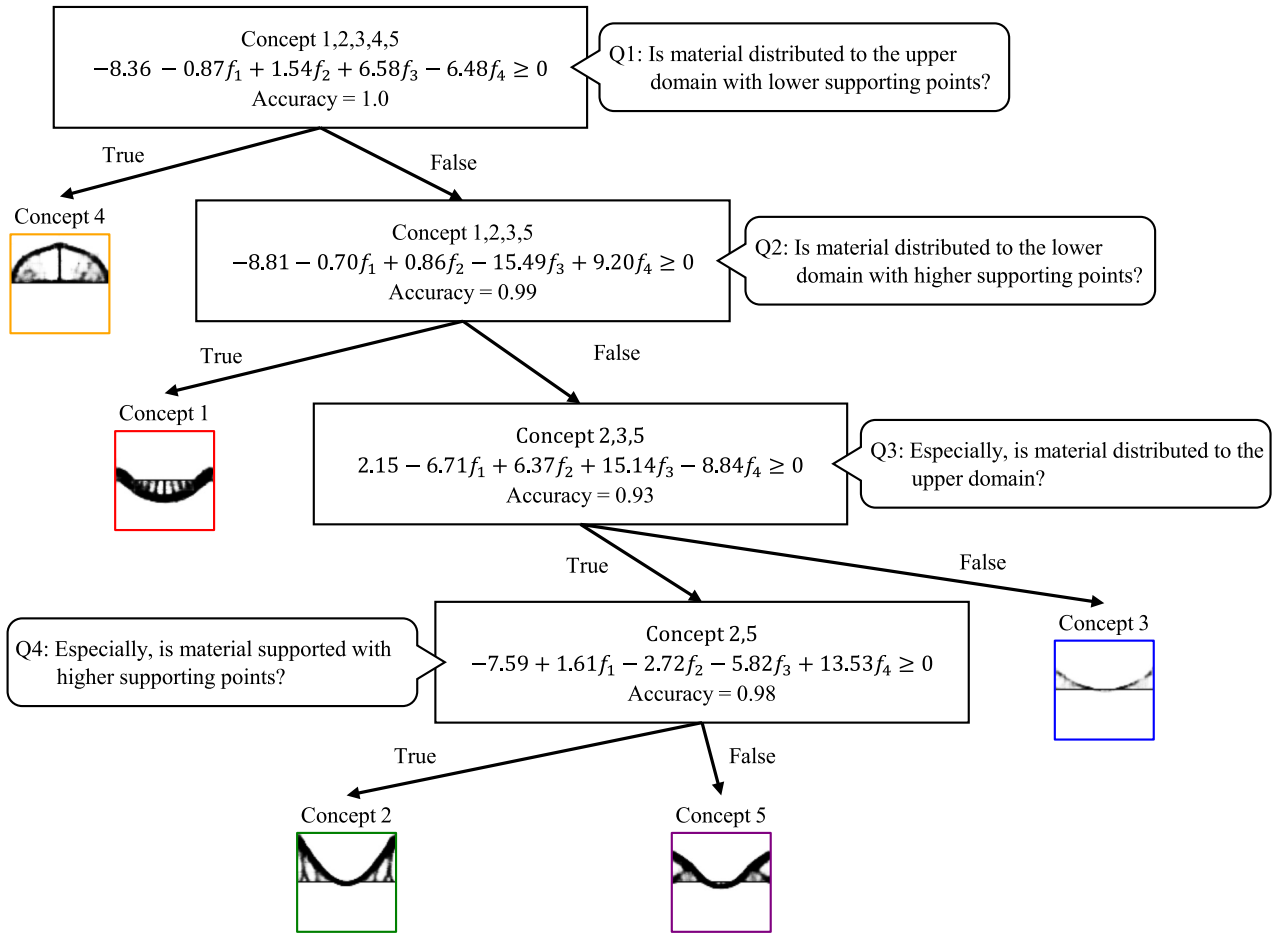 Concept 1,2,3,4,5
−8.36 − 0.87f₁ + 1.54f₂ + 6.58f₃ − 6.48f₄ ≥ 0
Accuracy = 1.0
Q1: Is material distributed to the upper
domain with lower supporting points?
True
False
Concept 4
Concept 1,2,3,5
−8.81 − 0.70f₁ + 0.86f₂ − 15.49f₃ + 9.20f₄ ≥ 0
Accuracy = 0.99
Q2: Is material distributed to the lower
domain with higher supporting points?
True
False
Concept 1
Concept 2,3,5
2.15 − 6.71f₁ + 6.37f₂ + 15.14f₃ − 8.84f₄ ≥ 0
Accuracy = 0.93
Q3: Especially, is material distributed to the
upper domain?
True
False
Concept 3
Q4: Especially, is material supported with
higher supporting points?
Concept 2,5
−7.59 + 1.61f₁ − 2.72f₂ − 5.82f₃ + 13.53f₄ ≥ 0
Accuracy = 0.98
True
False
Concept 2
Concept 5